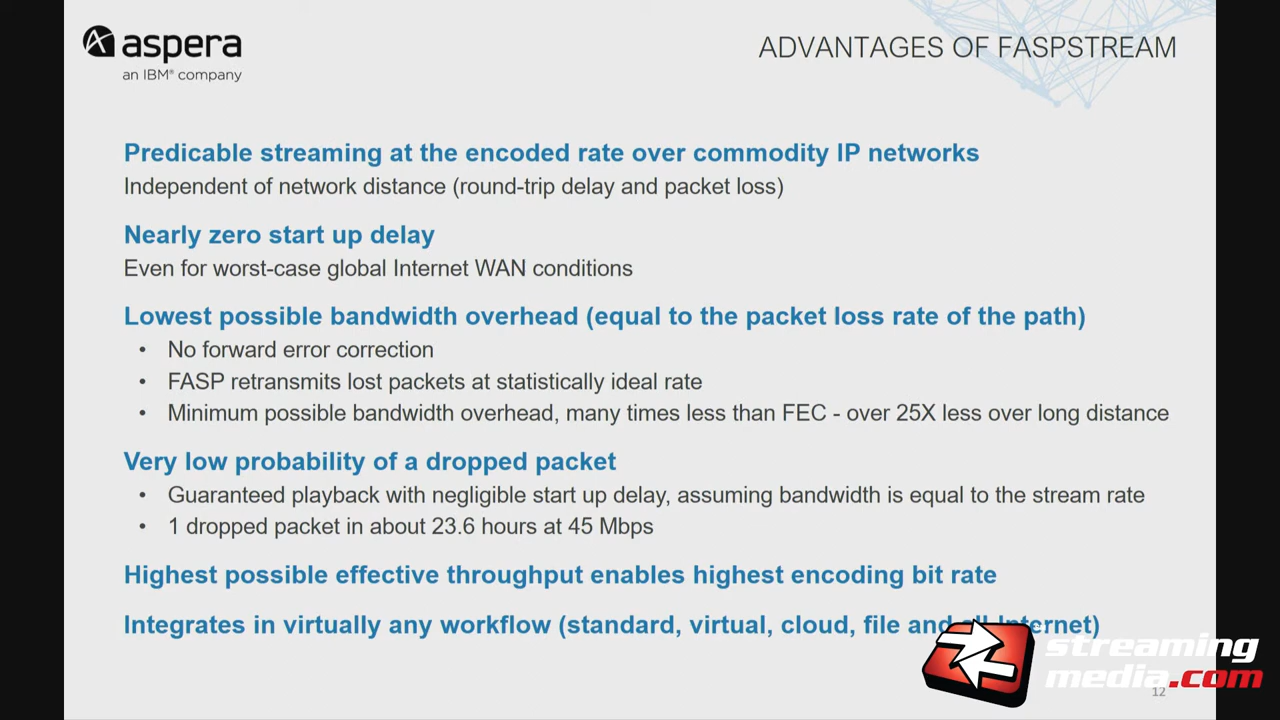 aspera
an IBM® company
ADVANTAGES OF FASPSTREAM
Predicable streaming at the encoded rate over commodity IP networks
Independent of network distance (round-trip delay and packet loss)
Nearly zero start up delay
Even for worst-case global Internet WAN conditions
Lowest possible bandwidth overhead (equal to the packet loss rate of the path)
• No forward error correction
• FASP retransmits lost packets at statistically ideal rate
• Minimum possible bandwidth overhead, many times less than FEC - over 25X less over long distance
Very low probability of a dropped packet
• Guaranteed playback with negligible start up delay, assuming bandwidth is equal to the stream rate
• 1 dropped packet in about 23.6 hours at 45 Mbps
Highest possible effective throughput enables highest encoding bit rate
Integrates in virtually any workflow (standard, virtual, cloud, file and all Internet)
streaming
media.com
12